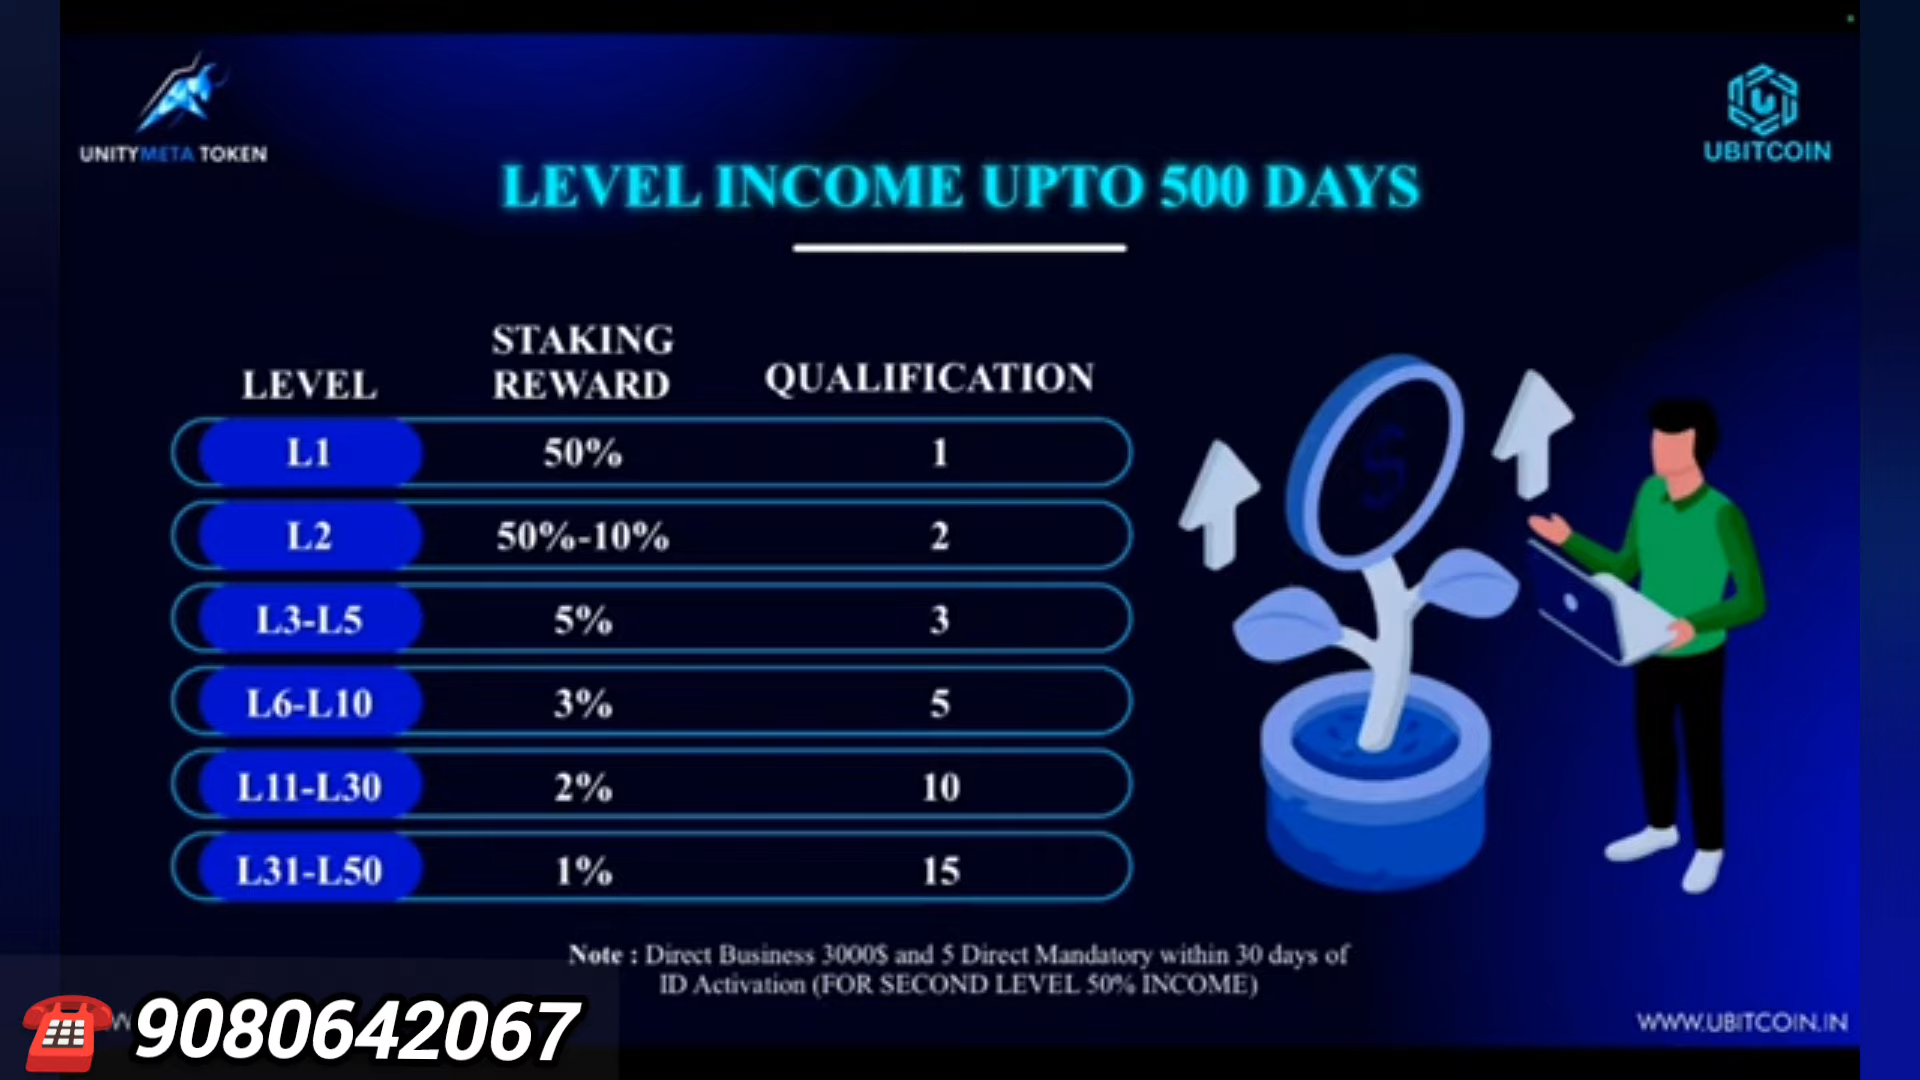 UNITYMETA TOKEN
UBITCOIN
LEVEL INCOME UPTO 500 DAYS
LEVEL STAKING REWARD QUALIFICATION
L1 50% 1
L2 50%-10% 2
L3-L5 5% 3
L6-L10 3% 5
L11-L30 2% 10
L31-L50 1% 15
Note : Direct Business 3000$ and 5 Direct Mandatory within 30 days of
ID Activation (FOR SECOND LEVEL 50% INCOME)
9080642067
WWW.UBITCOIN.IN